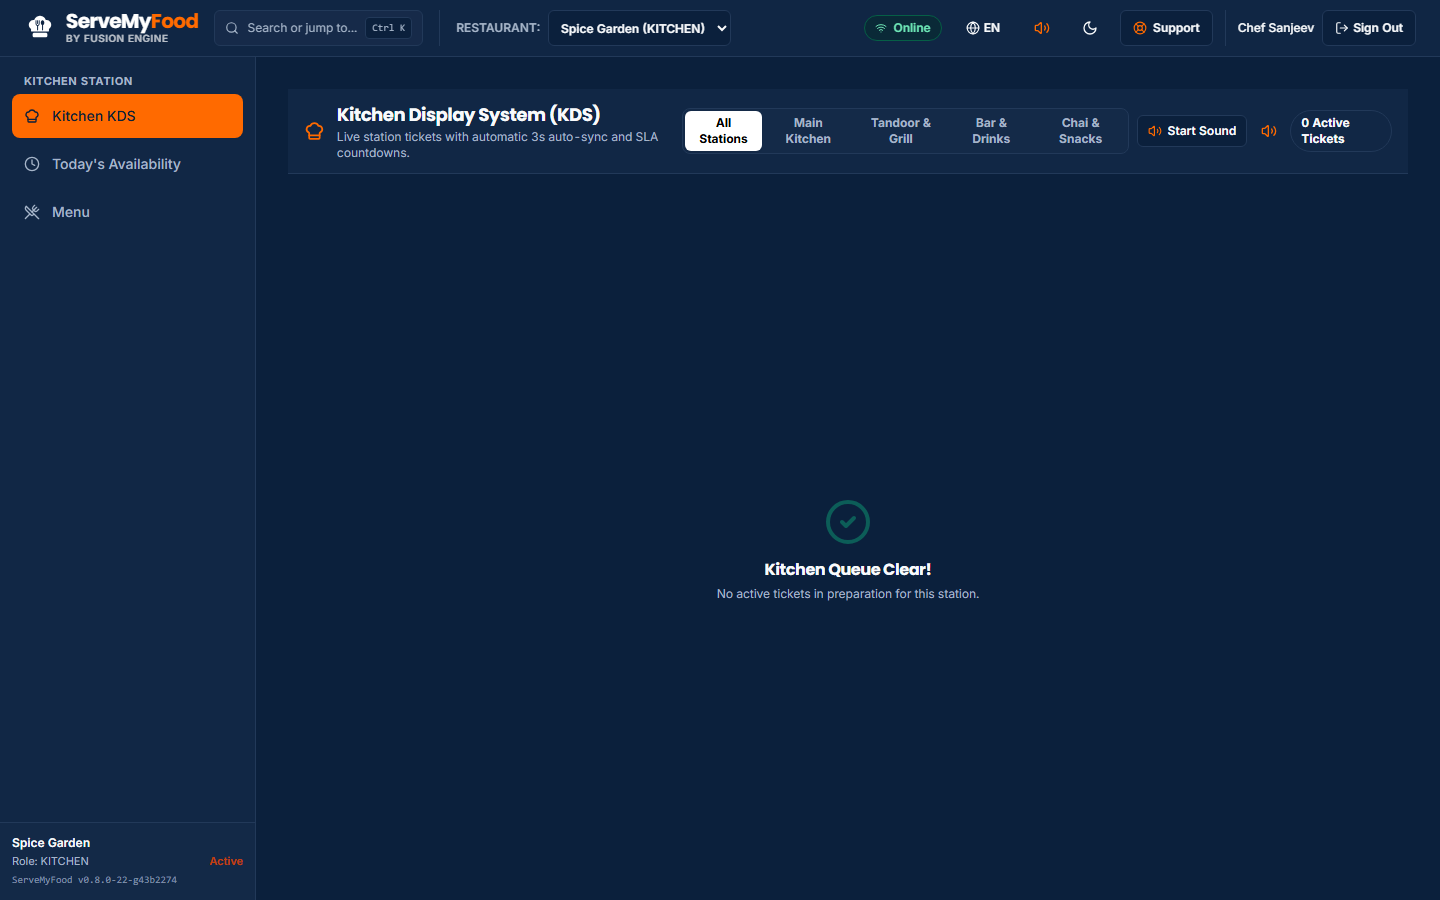 ServeMyFood
BY FUSION ENGINE
Search or jump to...
Ctrl K
RESTAURANT:
Spice Garden (KITCHEN)
Online
EN
Support
Chef Sanjeev
Sign Out
KITCHEN STATION
Kitchen KDS
Today's Availability
Menu
Kitchen Display System (KDS)
Live station tickets with automatic 3s auto-sync and SLA
countdowns.
All
Stations
Main
Kitchen
Tandoor &
Grill
Bar &
Drinks
Chai &
Snacks
Start Sound
0 Active
Tickets
Kitchen Queue Clear!
No active tickets in preparation for this station.
Spice Garden
Role: KITCHEN
Active
ServeMyFood v0.8.0-22-g43b2274